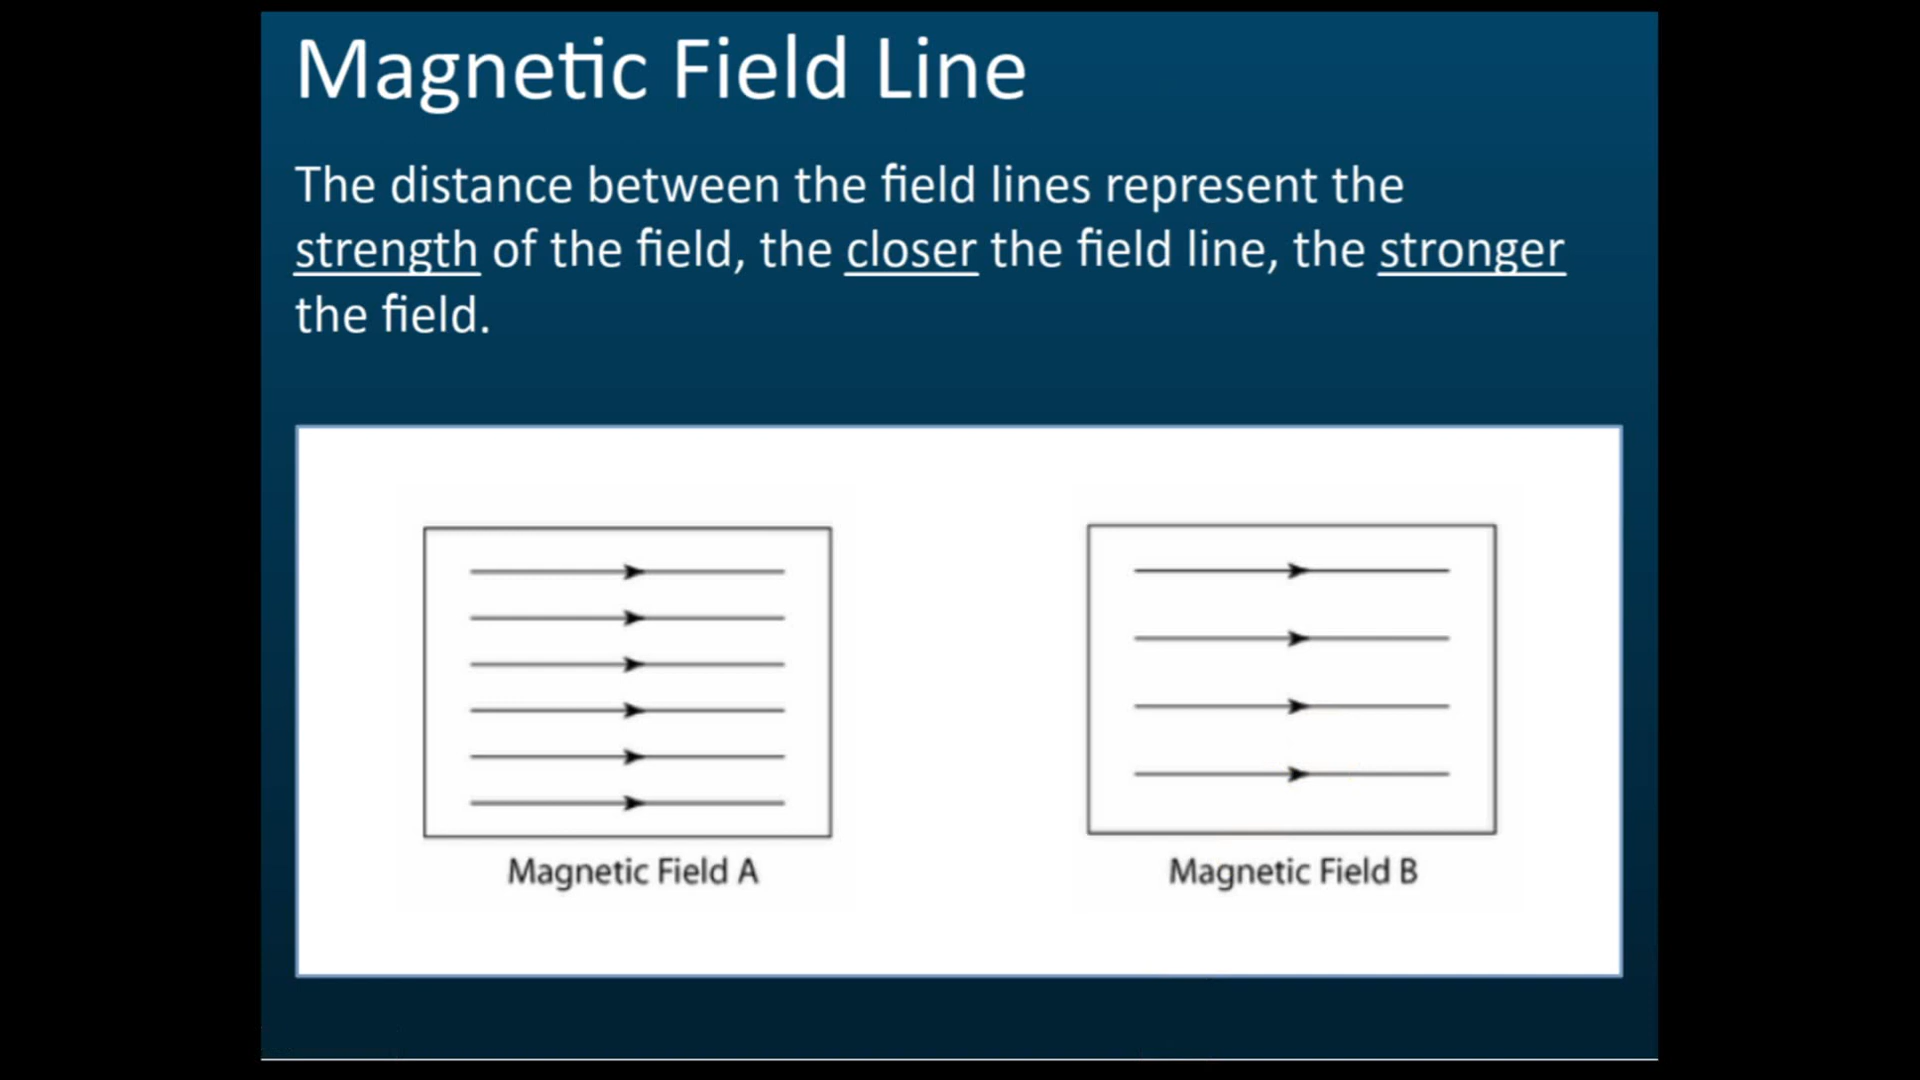 Magnetic Field Line
The distance between the field lines represent the
strength of the field, the closer the field line, the stronger
the field.
Magnetic Field A
Magnetic Field B